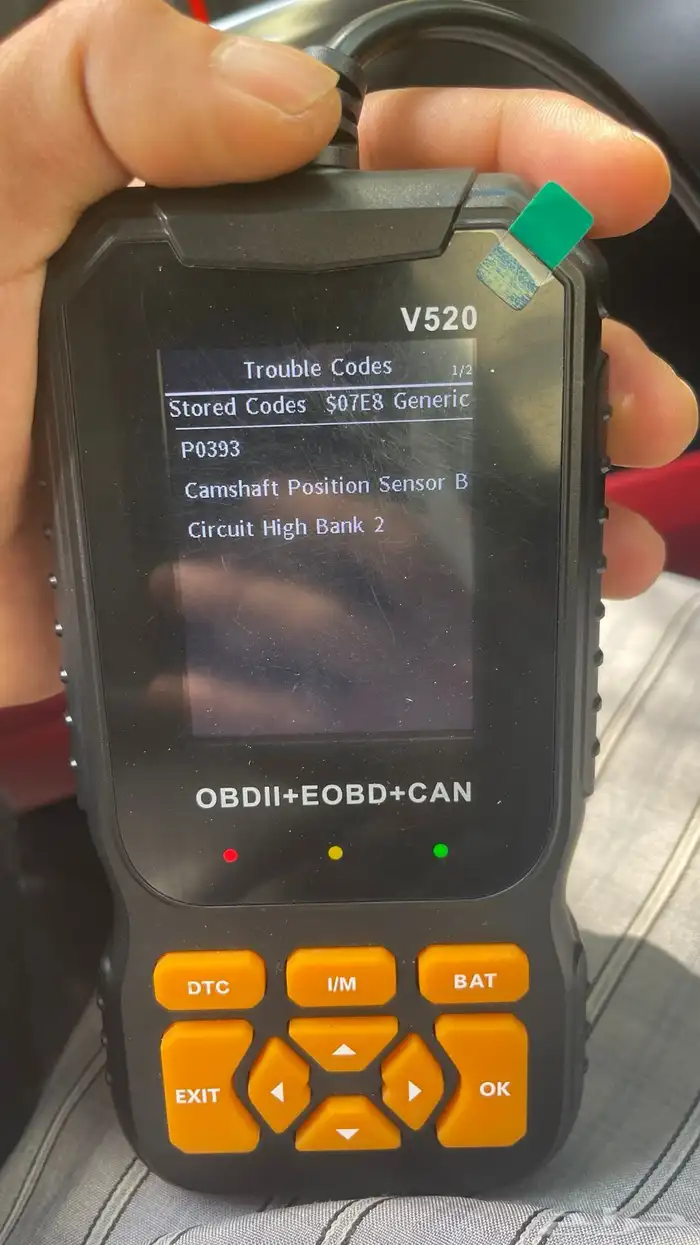 V520
Trouble Codes 1/2
Stored Codes $07E8 Generic
P0393
Camshaft Position Sensor B
Circuit High Bank 2
OBDII+EOBD+CAN
DTC I/M BAT
EXIT OK
حراج